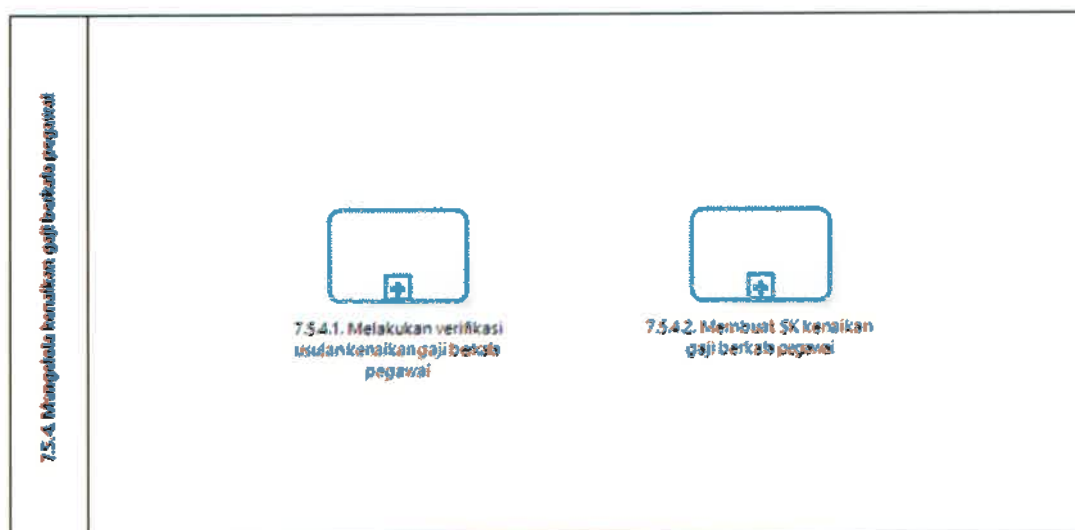 7.5.4. Mengelola kenaikan gaji berkala pegawai
7.5.4.1. Melakukan verifikasi
usulan kenaikan gaji berkala
pegawai
7.5.4.2. Membuat SK kenaikan
gaji berkala pegawai